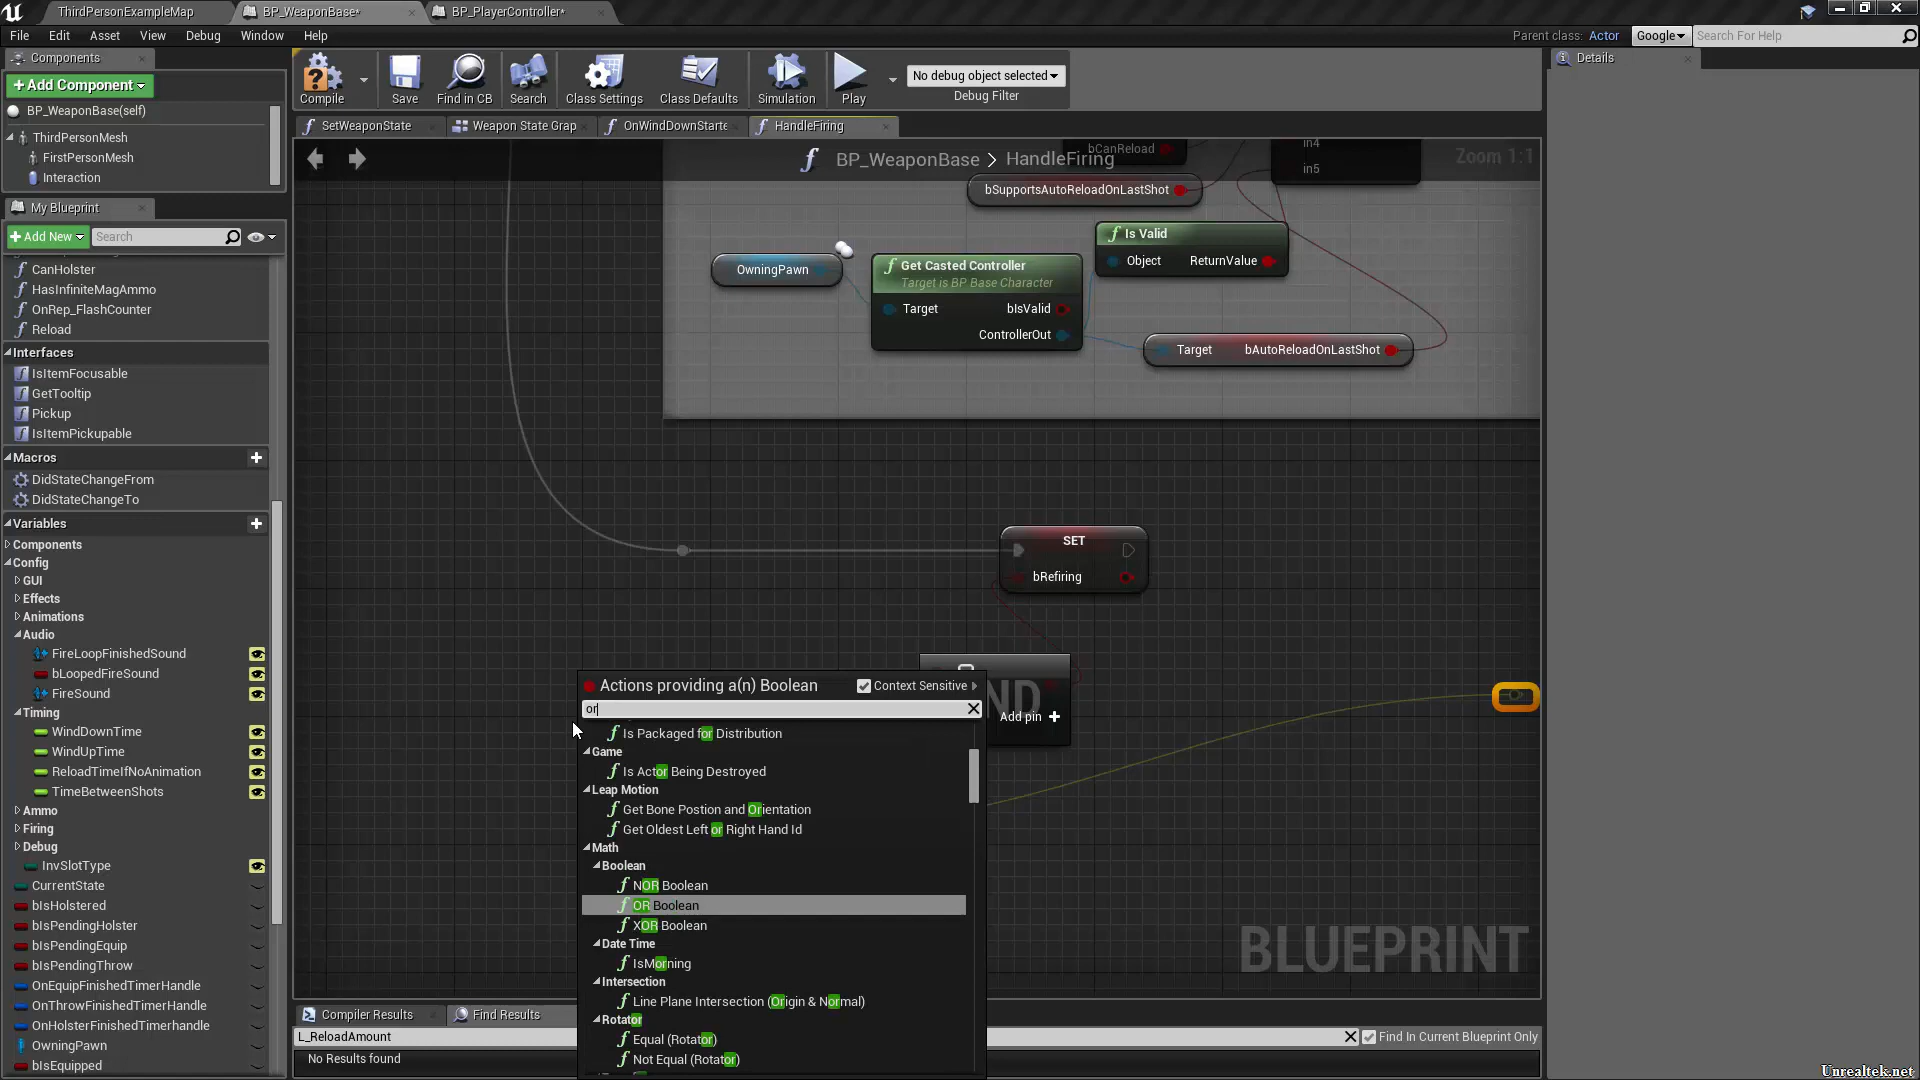 ThirdPersonExampleMap
BP_WeaponBase*
BP_PlayerController*
File Edit Asset View Debug Window Help
Parent class: Actor
Google
Search For Help
Components
Details
+Add Component
Compile
Save
Find in CB
Search
Class Settings
Class Defaults
Simulation
Play
No debug object selected
Debug Filter
BP_WeaponBase(self)
ThirdPersonMesh
FirstPersonMesh
Interaction
SetWeaponState
Weapon State Grap
OnWindDownStarte
HandleFiring
BP_WeaponBase > HandleFiring
Zoom 1:1
My Blueprint
+Add New
Search
CanHolster
HasInfiniteMagAmmo
OnRep_FlashCounter
Reload
Interfaces
IsItemFocusable
GetTooltip
Pickup
IsItemPickupable
Macros
DidStateChangeFrom
DidStateChangeTo
Variables
Components
Config
GUI
Effects
Animations
Audio
FireLoopFinishedSound
bLoopedFireSound
FireSound
Timing
WindDownTime
WindUpTime
ReloadTimeIfNoAnimation
TimeBetweenShots
Ammo
Firing
Debug
InvSlotType
CurrentState
bIsHolstered
bIsPendingHolster
bIsPendingEquip
bIsPendingThrow
OnEquipFinishedTimerHandle
OnThrowFinishedTimerHandle
OnHolsterFinishedTimerhandle
OwningPawn
bIsEquipped
bCanReload
in4
in5
bSupportsAutoReloadOnLastShot
Is Valid
Object ReturnValue
OwningPawn
Get Casted Controller
Target is BP Base Character
Target bIsValid
ControllerOut
Target bAutoReloadOnLastShot
SET
bRefiring
ND
Add pin +
Actions providing a(n) Boolean
Context Sensitive
or
Is Packaged for Distribution
Game
Is Actor Being Destroyed
Leap Motion
Get Bone Postion and Orientation
Get Oldest Left or Right Hand Id
Math
Boolean
NOR Boolean
OR Boolean
XOR Boolean
Date Time
IsMorning
Intersection
Line Plane Intersection (Origin & Normal)
Rotator
Equal (Rotator)
Not Equal (Rotator)
BLUEPRINT
Compiler Results
Find Results
L_ReloadAmount
Find In Current Blueprint Only
No Results found
Unrealtek.net